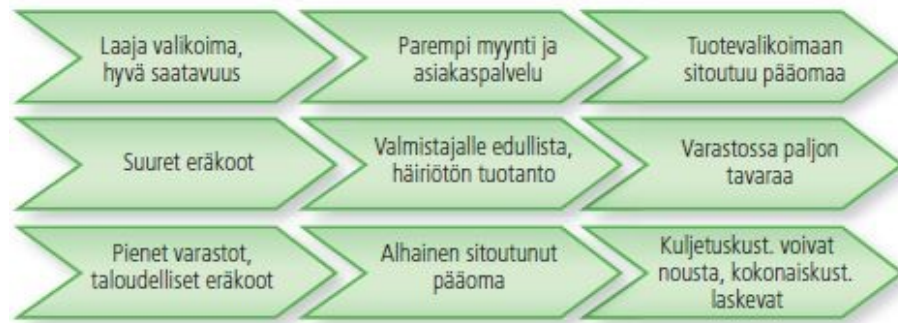 Laaja valikoima,
hyvä saatavuus
Parempi myynti ja
asiakaspalvelu
Tuotevalikoimaan
sitoutuu pääomaa
Suuret eräkoot
Valmistajalle edullista,
häiriötön tuotanto
Varastossa paljon
tavaraa
Pienet varastot,
taloudelliset eräkoot
Alhainen sitoutunut
pääoma
Kuljetuskust. voivat
nousta, kokonaiskust.
laskevat